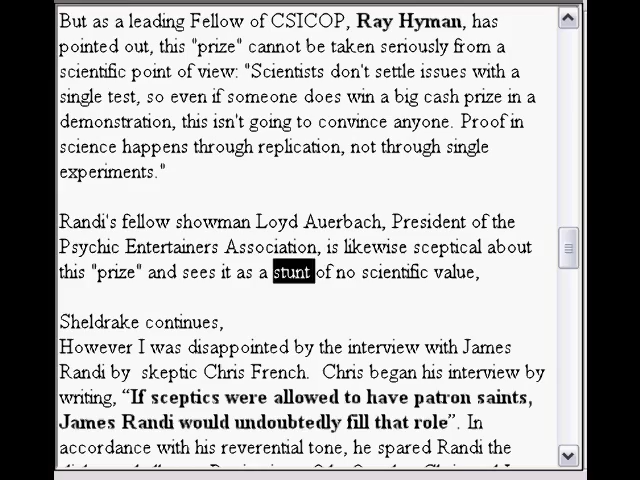 But as a leading Fellow of CSICOP, Ray Hyman, has
pointed out, this "prize" cannot be taken seriously from a
scientific point of view: "Scientists don't settle issues with a
single test, so even if someone does win a big cash prize in a
demonstration, this isn't going to convince anyone. Proof in
science happens through replication, not through single
experiments."
Randi's fellow showman Loyd Auerbach, President of the
Psychic Entertainers Association, is likewise sceptical about
this "prize" and sees it as a stunt of no scientific value,
Sheldrake continues,
However I was disappointed by the interview with James
Randi by skeptic Chris French. Chris began his interview by
writing, “If sceptics were allowed to have patron saints,
James Randi would undoubtedly fill that role”. In
accordance with his reverential tone, he spared Randi the